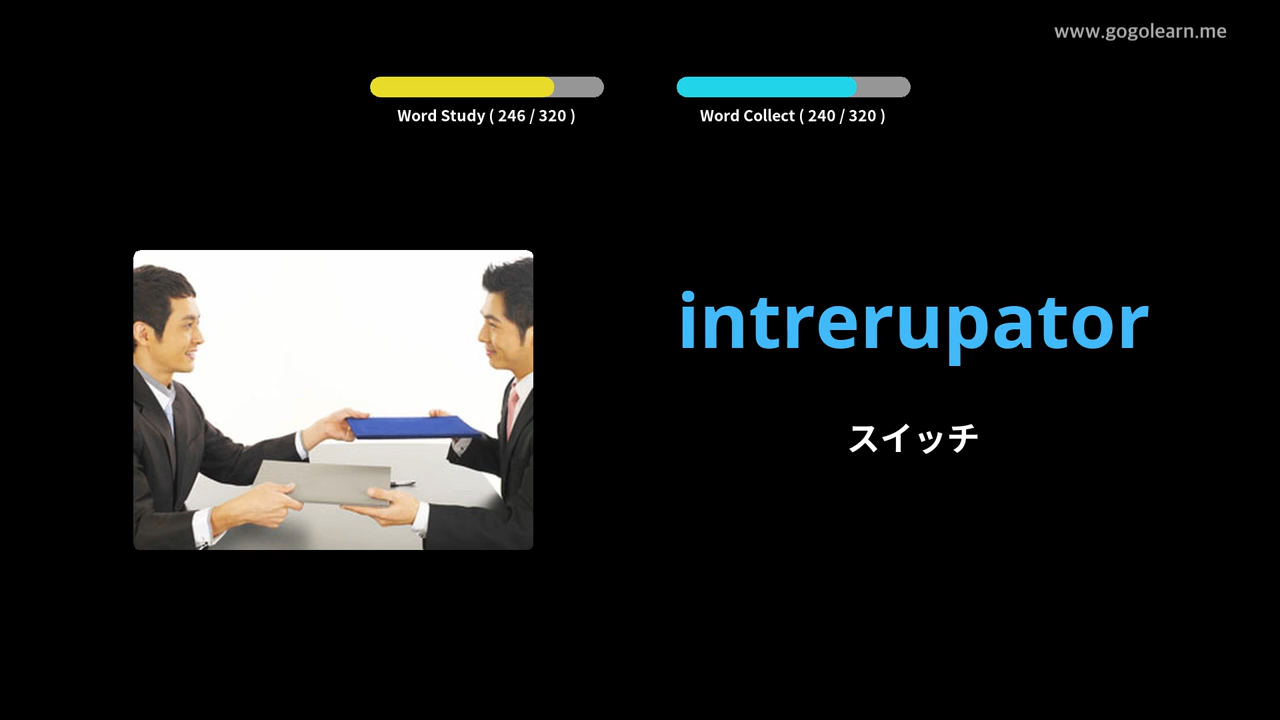 www.gogolearn.me
Word Study ( 246 / 320 )
Word Collect ( 240 / 320 )
intrerupator
スイッチ